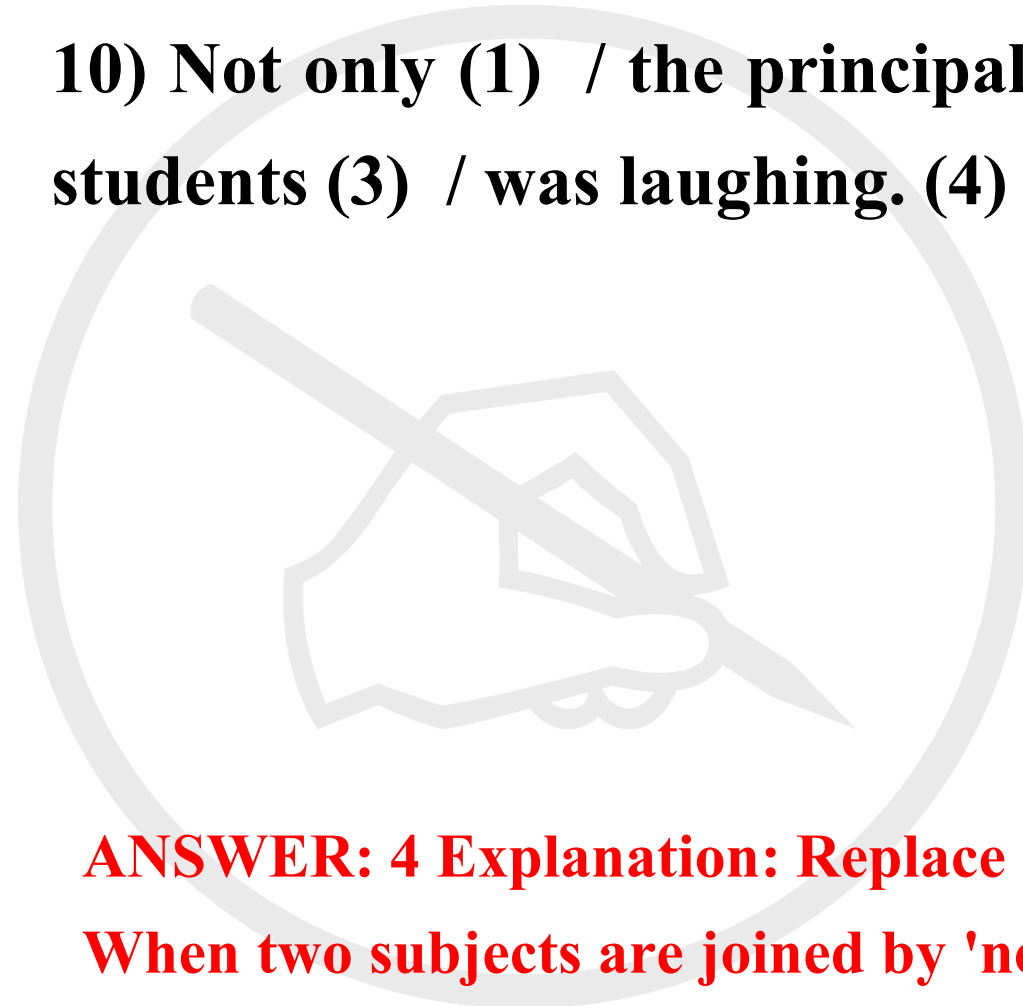 10) Not only (1) / the principal
students (3) / was laughing. (4)
ANSWER: 4 Explanation: Replace
When two subjects are joined by